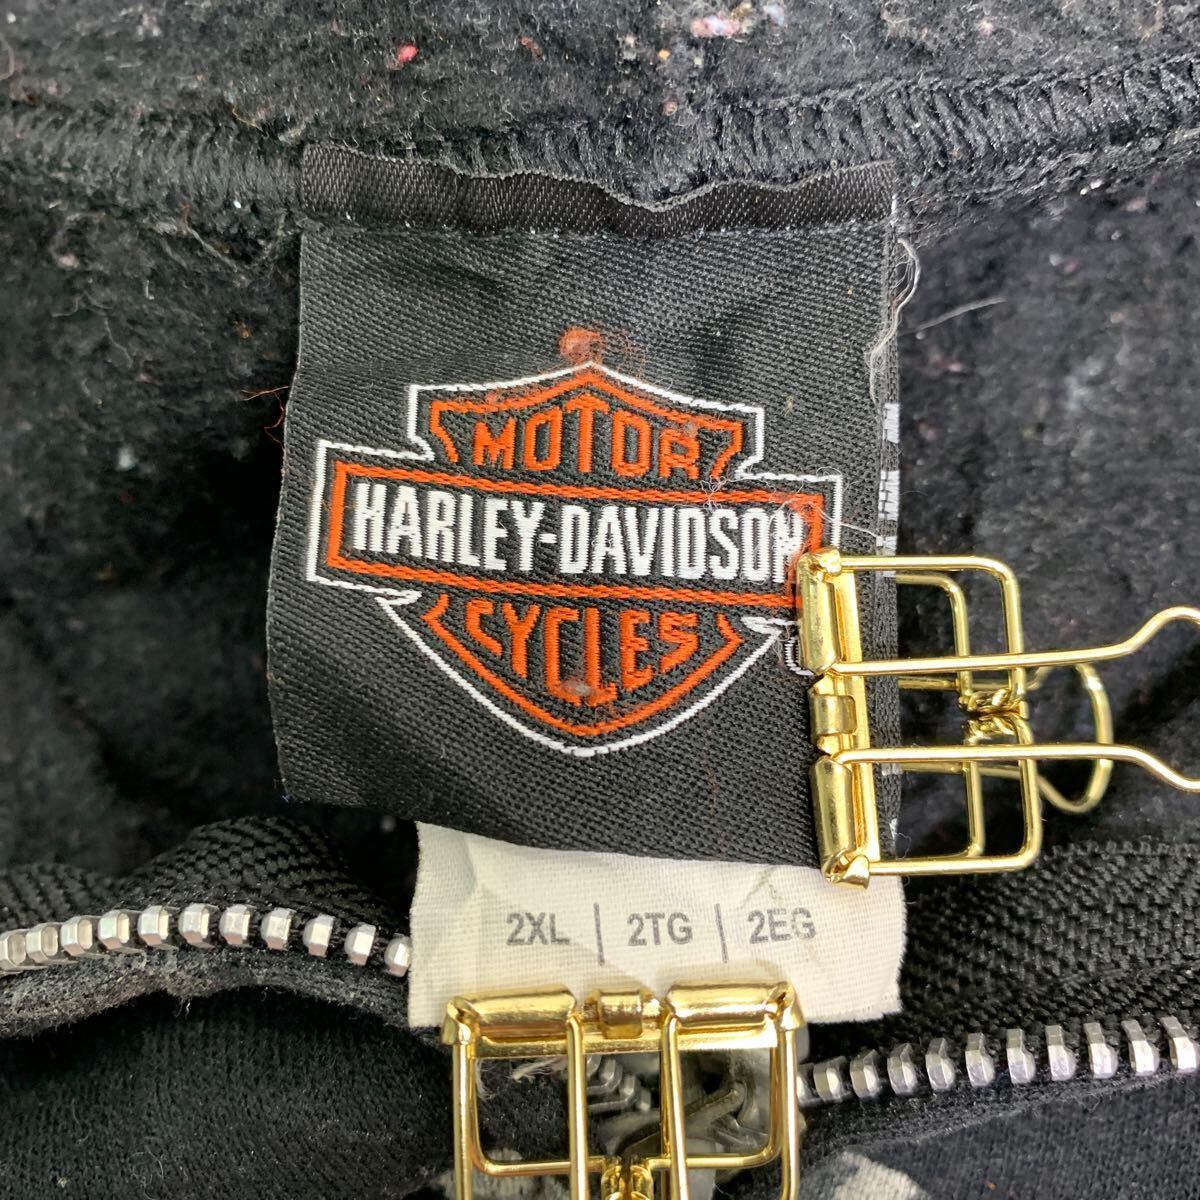 MOTOR
HARLEY-DAVIDSON
CYCLES
2XL | 2TG | 2EG